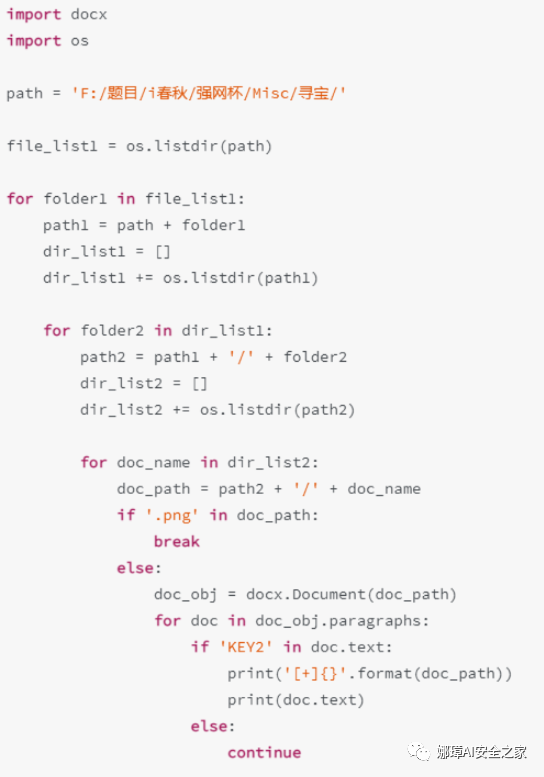 import docx
import os
path = 'F:/题目/i春秋/强网杯/Misc/寻宝/'
file_list1 = os.listdir(path)
for folder1 in file_list1:
    path1 = path + folder1
    dir_list1 = []
    dir_list1 += os.listdir(path1)
    for folder2 in dir_list1:
        path2 = path1 + '/' + folder2
        dir_list2 = []
        dir_list2 += os.listdir(path2)
        for doc_name in dir_list2:
            doc_path = path2 + '/' + doc_name
            if '.png' in doc_path:
                break
            else:
                doc_obj = docx.Document(doc_path)
                for doc in doc_obj.paragraphs:
                    if 'KEY2' in doc.text:
                        print('[+]{}'.format(doc_path))
                        print(doc.text)
                    else:
                        continue
娜璋AI安全之家